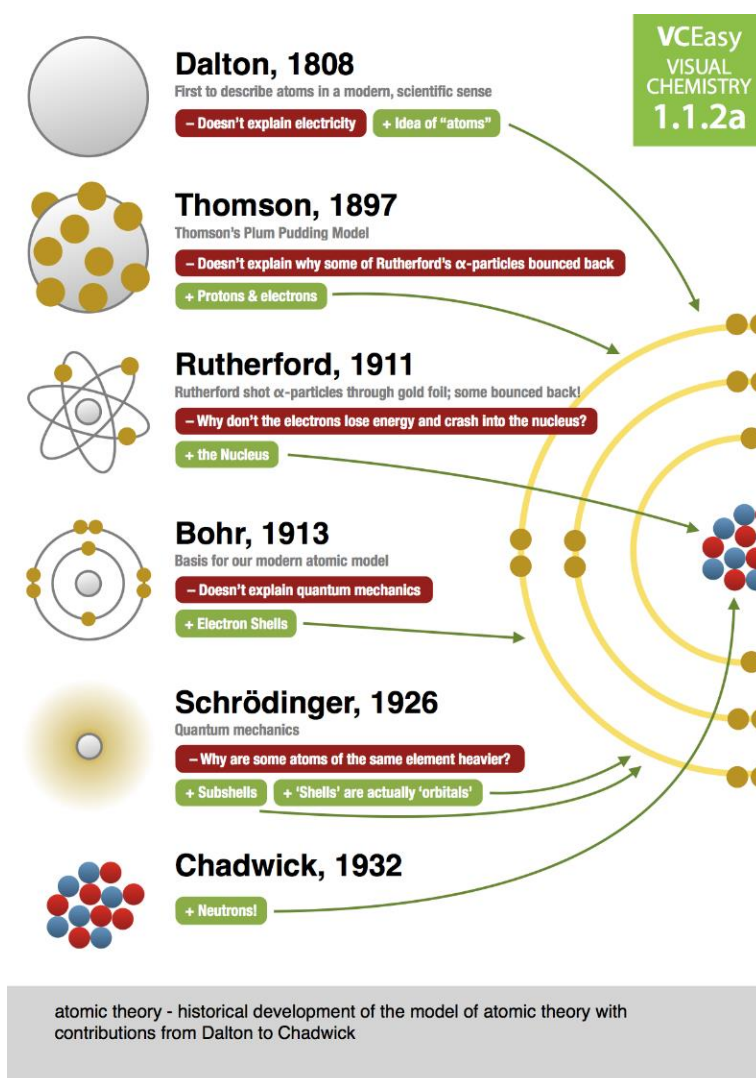 VCEasy
VISUAL
CHEMISTRY
1.1.2a
Dalton, 1808
First to describe atoms in a modern, scientific sense
– Doesn’t explain electricity
+ Idea of “atoms”
Thomson, 1897
Thomson’s Plum Pudding Model
– Doesn’t explain why some of Rutherford’s α-particles bounced back
+ Protons & electrons
Rutherford, 1911
Rutherford shot α-particles through gold foil; some bounced back!
– Why don’t the electrons lose energy and crash into the nucleus?
+ the Nucleus
Bohr, 1913
Basis for our modern atomic model
– Doesn’t explain quantum mechanics
+ Electron Shells
Schrödinger, 1926
Quantum mechanics
– Why are some atoms of the same element heavier?
+ Subshells
+ ‘Shells’ are actually ‘orbitals’
Chadwick, 1932
+ Neutrons!
atomic theory - historical development of the model of atomic theory with
contributions from Dalton to Chadwick